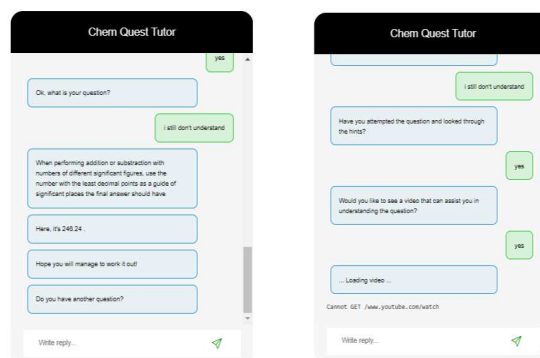 Chem Quest Tutor
yes
Ok, what is your question?
i still don't understand
When performing addition or substraction with
numbers of different significant figures, use the
number with the least decimal points as a guide of
significant places the final answer should have
Here, it's 246.24 .
Hope you will manage to work it out!
Do you have another question?
Write reply...
Chem Quest Tutor
i still don't understand
Have you attempted the question and looked through
the hints?
yes
Would you like to see a video that can assist you in
understanding the question?
yes
... Loading video ...
Cannot GET /www.youtube.com/watch
Write reply...